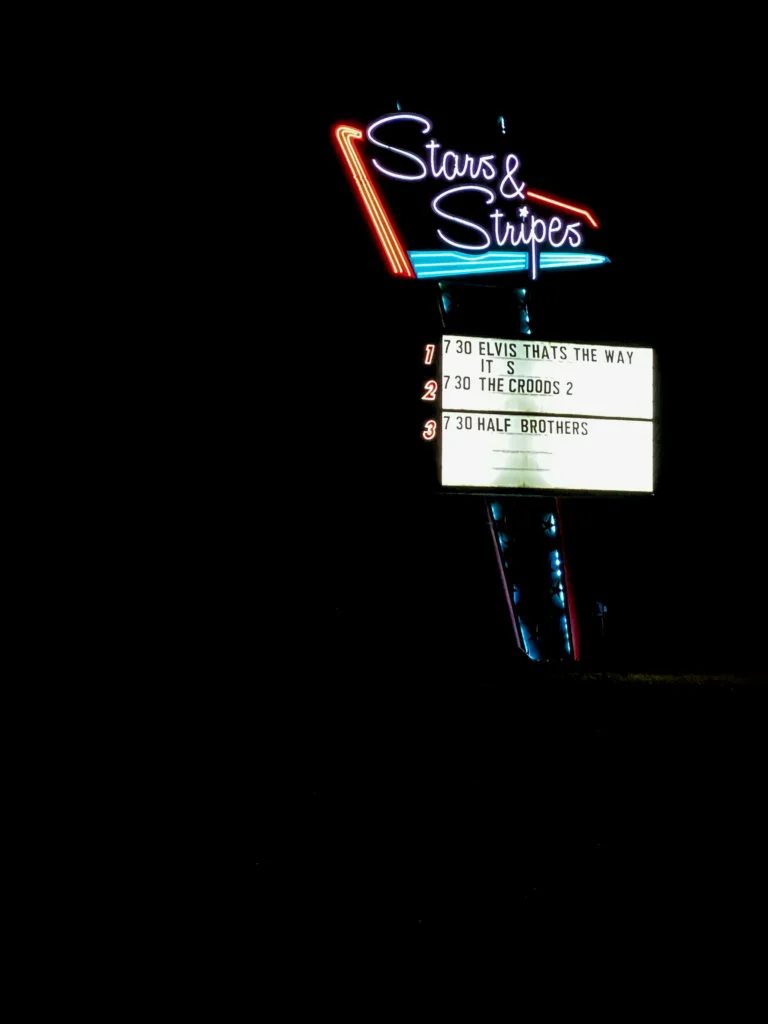 Stars &
Stripes
1 7 30 ELVIS THATS THE WAY
IT S
2 7 30 THE CROODS 2
3 7 30 HALF BROTHERS